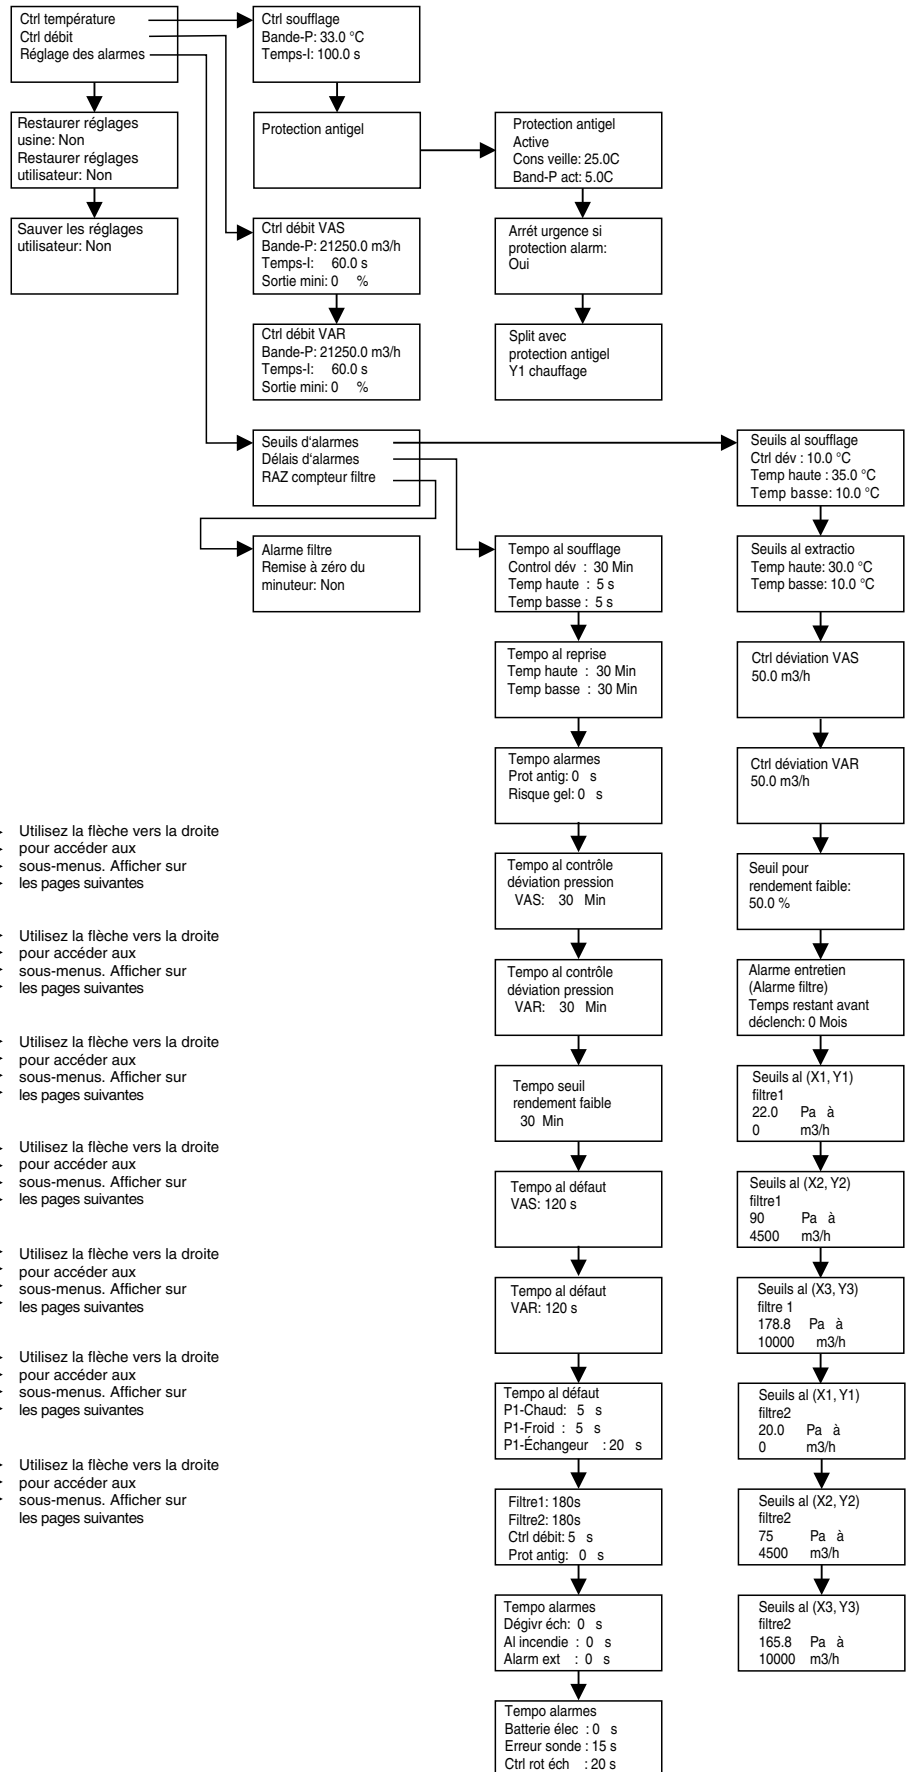 Ctrl température
Ctrl débit
Réglage des alarmes
Restaurer réglages
usine: Non
Restaurer réglages
utilisateur: Non
Sauver les réglages
utilisateur: Non
Ctrl soufflage
Bande-P: 33.0 °C
Temps-I: 100.0 s
Protection antigel
Protection antigel
Active
Cons veille: 25.0C
Band-P act: 5.0C
Arrét urgence si
protection alarm:
Oui
Split avec
protection antigel
Y1 chauffage
Ctrl débit VAS
Bande-P: 21250.0 m3/h
Temps-I: 60.0 s
Sortie mini: 0 %
Ctrl débit VAR
Bande-P: 21250.0 m3/h
Temps-I: 60.0 s
Sortie mini: 0 %
Seuils d'alarmes
Délais d'alarmes
RAZ compteur filtre
Alarme filtre
Remise à zéro du
minuteur: Non
Tempo al soufflage
Control dév : 30 Min
Temp haute : 5 s
Temp basse : 5 s
Tempo al reprise
Temp haute : 30 Min
Temp basse : 30 Min
Tempo alarmes
Prot antig: 0 s
Risque gel: 0 s
Tempo al contrôle
déviation pression
VAS: 30 Min
Tempo al contrôle
déviation pression
VAR: 30 Min
Tempo seuil
rendement faible
30 Min
Tempo al défaut
VAS: 120 s
Tempo al défaut
VAR: 120 s
Tempo al défaut
P1-Chaud: 5 s
P1-Froid : 5 s
P1-Échangeur : 20 s
Filtre1: 180s
Filtre2: 180s
Ctrl débit: 5 s
Prot antig: 0 s
Tempo alarmes
Dégivr éch: 0 s
Al incendie : 0 s
Alarm ext : 0 s
Tempo alarmes
Batterie élec : 0 s
Erreur sonde : 15 s
Ctrl rot éch : 20 s
Seuils al soufflage
Ctrl dév : 10.0 °C
Temp haute : 35.0 °C
Temp basse: 10.0 °C
Seuils al extractio
Temp haute: 30.0 °C
Temp basse: 10.0 °C
Ctrl déviation VAS
50.0 m3/h
Ctrl déviation VAR
50.0 m3/h
Seuil pour
rendement faible:
50.0 %
Alarme entretien
(Alarme filtre)
Temps restant avant
déclench: 0 Mois
Seuils al (X1, Y1)
filtre1
22.0 Pa à
0 m3/h
Seuils al (X2, Y2)
filtre1
90 Pa à
4500 m3/h
Seuils al (X3, Y3)
filtre 1
178.8 Pa à
10000 m3/h
Seuils al (X1, Y1)
filtre2
20.0 Pa à
0 m3/h
Seuils al (X2, Y2)
filtre2
75 Pa à
4500 m3/h
Seuils al (X3, Y3)
filtre2
165.8 Pa à
10000 m3/h
Utilisez la flèche vers la droite
pour accéder aux
sous-menus. Afficher sur
les pages suivantes
Utilisez la flèche vers la droite
pour accéder aux
sous-menus. Afficher sur
les pages suivantes
Utilisez la flèche vers la droite
pour accéder aux
sous-menus. Afficher sur
les pages suivantes
Utilisez la flèche vers la droite
pour accéder aux
sous-menus. Afficher sur
les pages suivantes
Utilisez la flèche vers la droite
pour accéder aux
sous-menus. Afficher sur
les pages suivantes
Utilisez la flèche vers la droite
pour accéder aux
sous-menus. Afficher sur
les pages suivantes
Utilisez la flèche vers la droite
pour accéder aux
sous-menus. Afficher sur
les pages suivantes